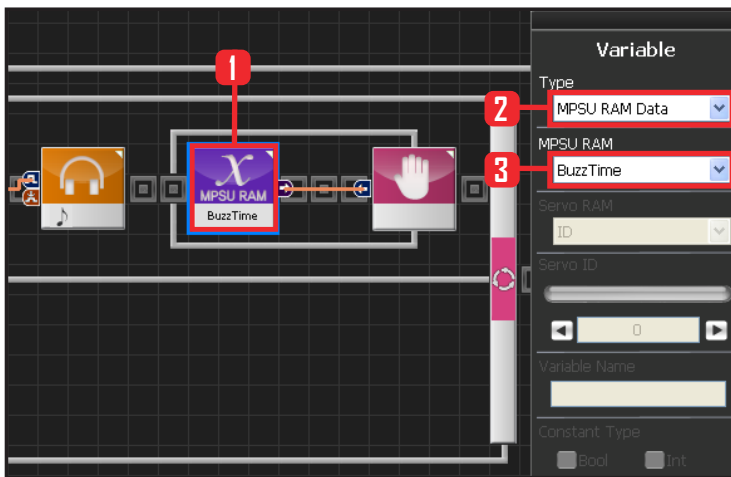 1
x
MPSU RAM
BuzzTime
Variable
Type
2
MPSU RAM Data
MPSU RAM
3
BuzzTime
Servo RAM
ID
Servo ID
0
Variable Name
Constant Type
Bool
Int